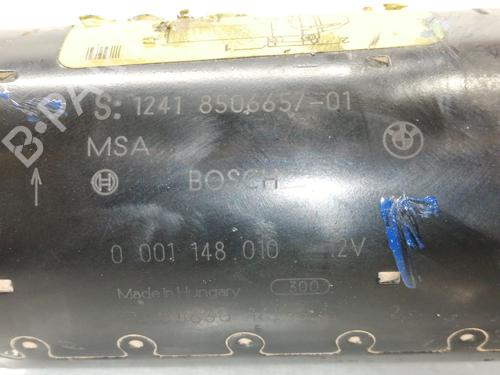 S: 1241 8506657-01
MSA
BOSCH
0 001 148 010 12V
Made in Hungary 300